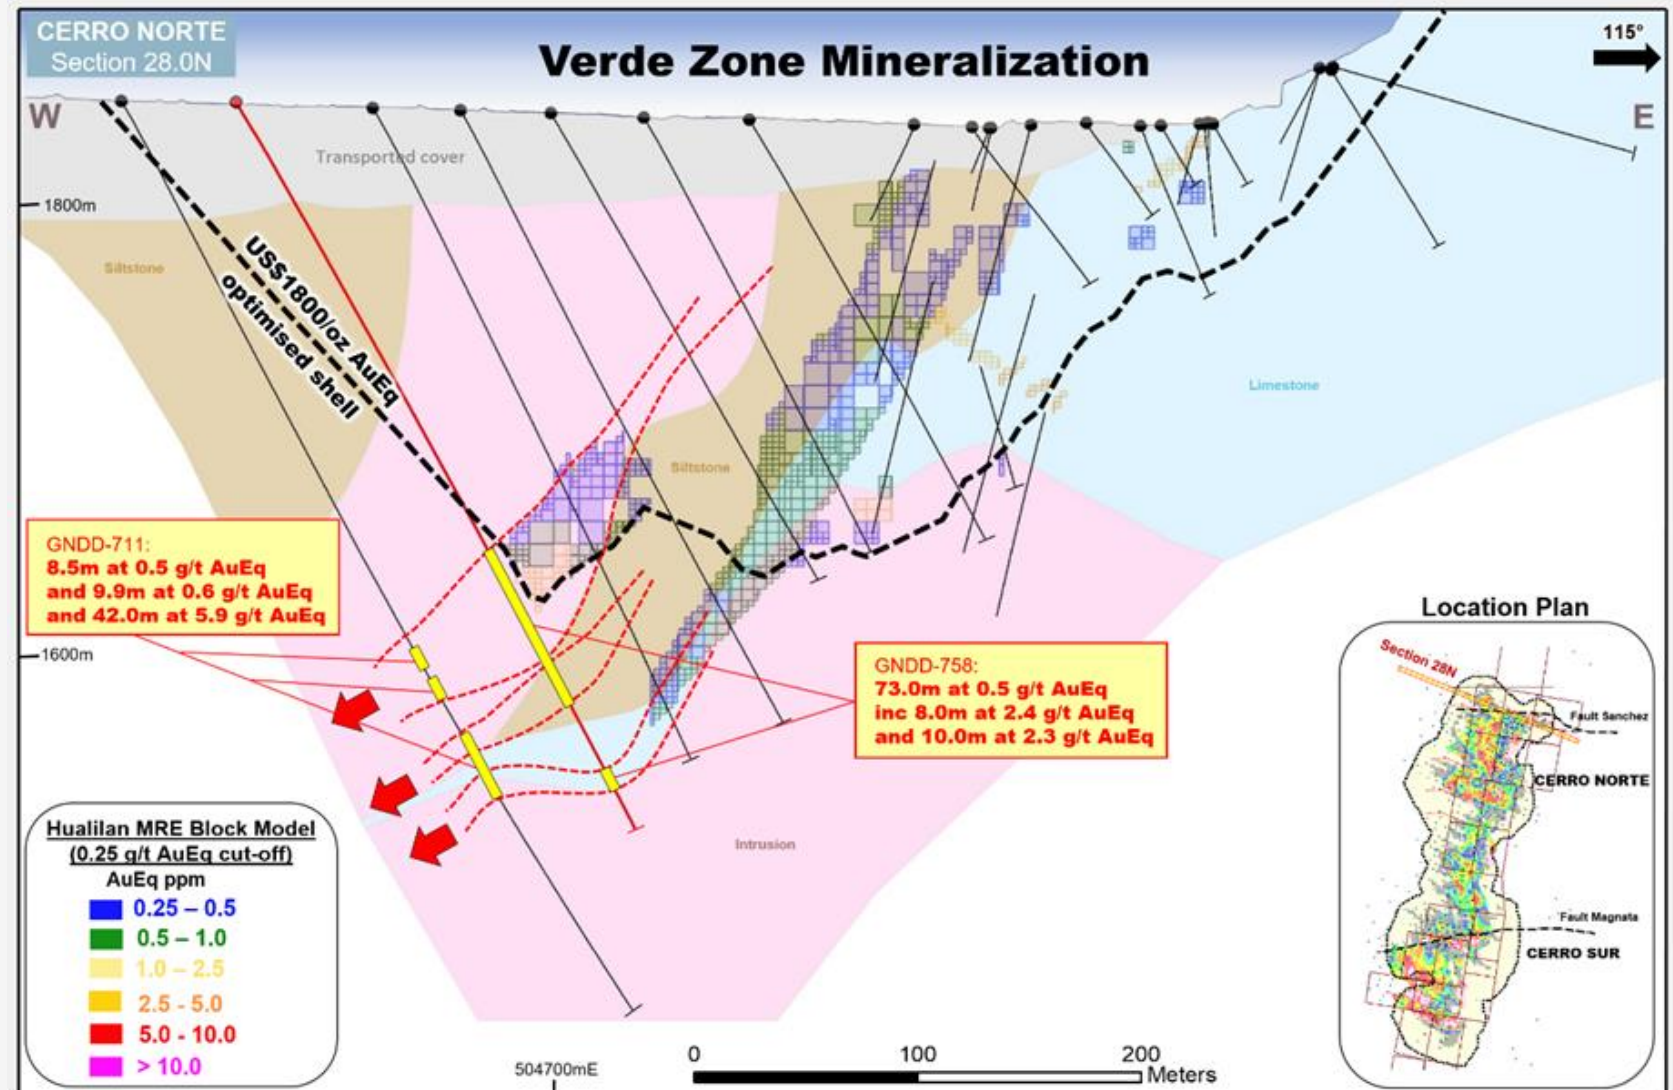 CERRO NORTE
Section 28.0N
Verde Zone Mineralization
115°
W
E
Transported cover
1800m
Siltstone
US$1800/oz AuEq
optimised shell
Limestone
Siltstone
GNDD-711:
8.5m at 0.5 g/t AuEq
and 9.9m at 0.6 g/t AuEq
and 42.0m at 5.9 g/t AuEq
1600m
GNDD-758:
73.0m at 0.5 g/t AuEq
inc 8.0m at 2.4 g/t AuEq
and 10.0m at 2.3 g/t AuEq
Intrusion
Hualilan MRE Block Model
(0.25 g/t AuEq cut-off)
AuEq ppm
0.25 – 0.5
0.5 – 1.0
1.0 – 2.5
2.5 - 5.0
5.0 - 10.0
> 10.0
504700mE
0 100 200
Meters
Location Plan
Section 28N
Fault Sanchez
CERRO NORTE
Fault Magnata
CERRO SUR